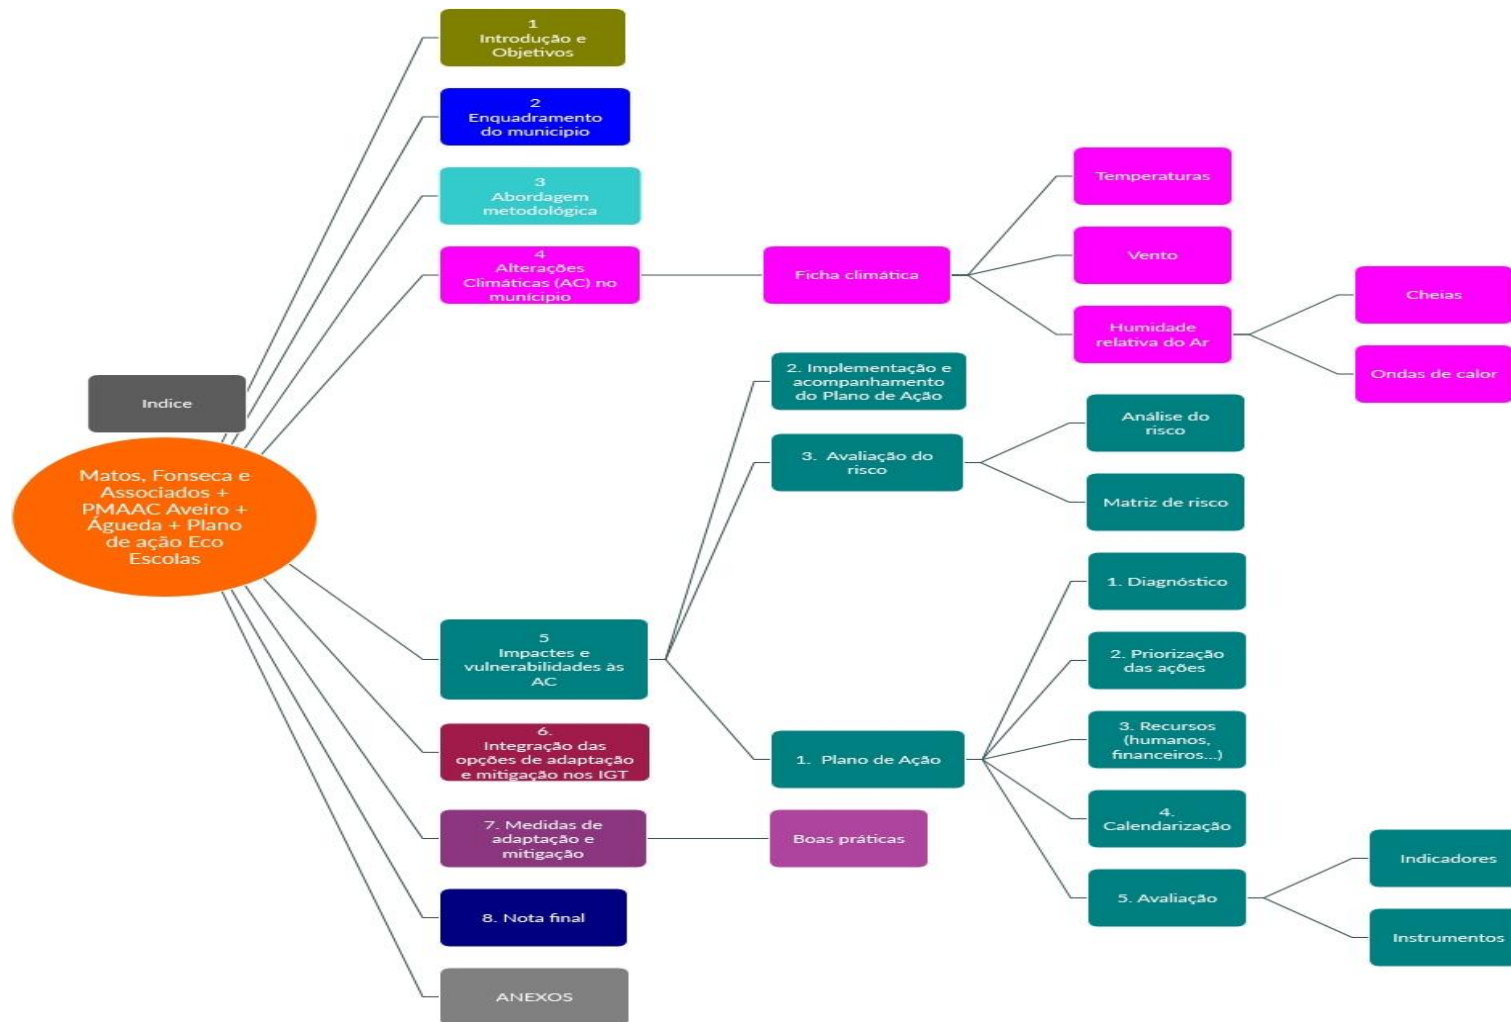 1
Introdução e
Objetivos
2
Enquadramento
do municipio
3
Abordagem
metodológica
4
Alterações
Climáticas (AC) no
munícipio
Ficha climática
Temperaturas
Vento
Humidade
relativa do Ar
Cheias
Ondas de calor
Indice
Matos, Fonseca e
Associados +
PMAAC Aveiro +
Águeda + Plano
de ação Eco
Escolas
5
Impactes e
vulnerabilidades às
AC
2. Implementação e
acompanhamento
do Plano de Ação
3. Avaliação do
risco
Análise do
risco
Matriz de risco
1. Plano de Ação
1. Diagnóstico
2. Priorização
das ações
3. Recursos
(humanos,
financeiros...)
4.
Calendarização
5. Avaliação
Indicadores
Instrumentos
6.
Integração das
opções de adaptação
e mitigação nos IGT
7. Medidas de
adaptação e
mitigação
Boas práticas
8. Nota final
ANEXOS